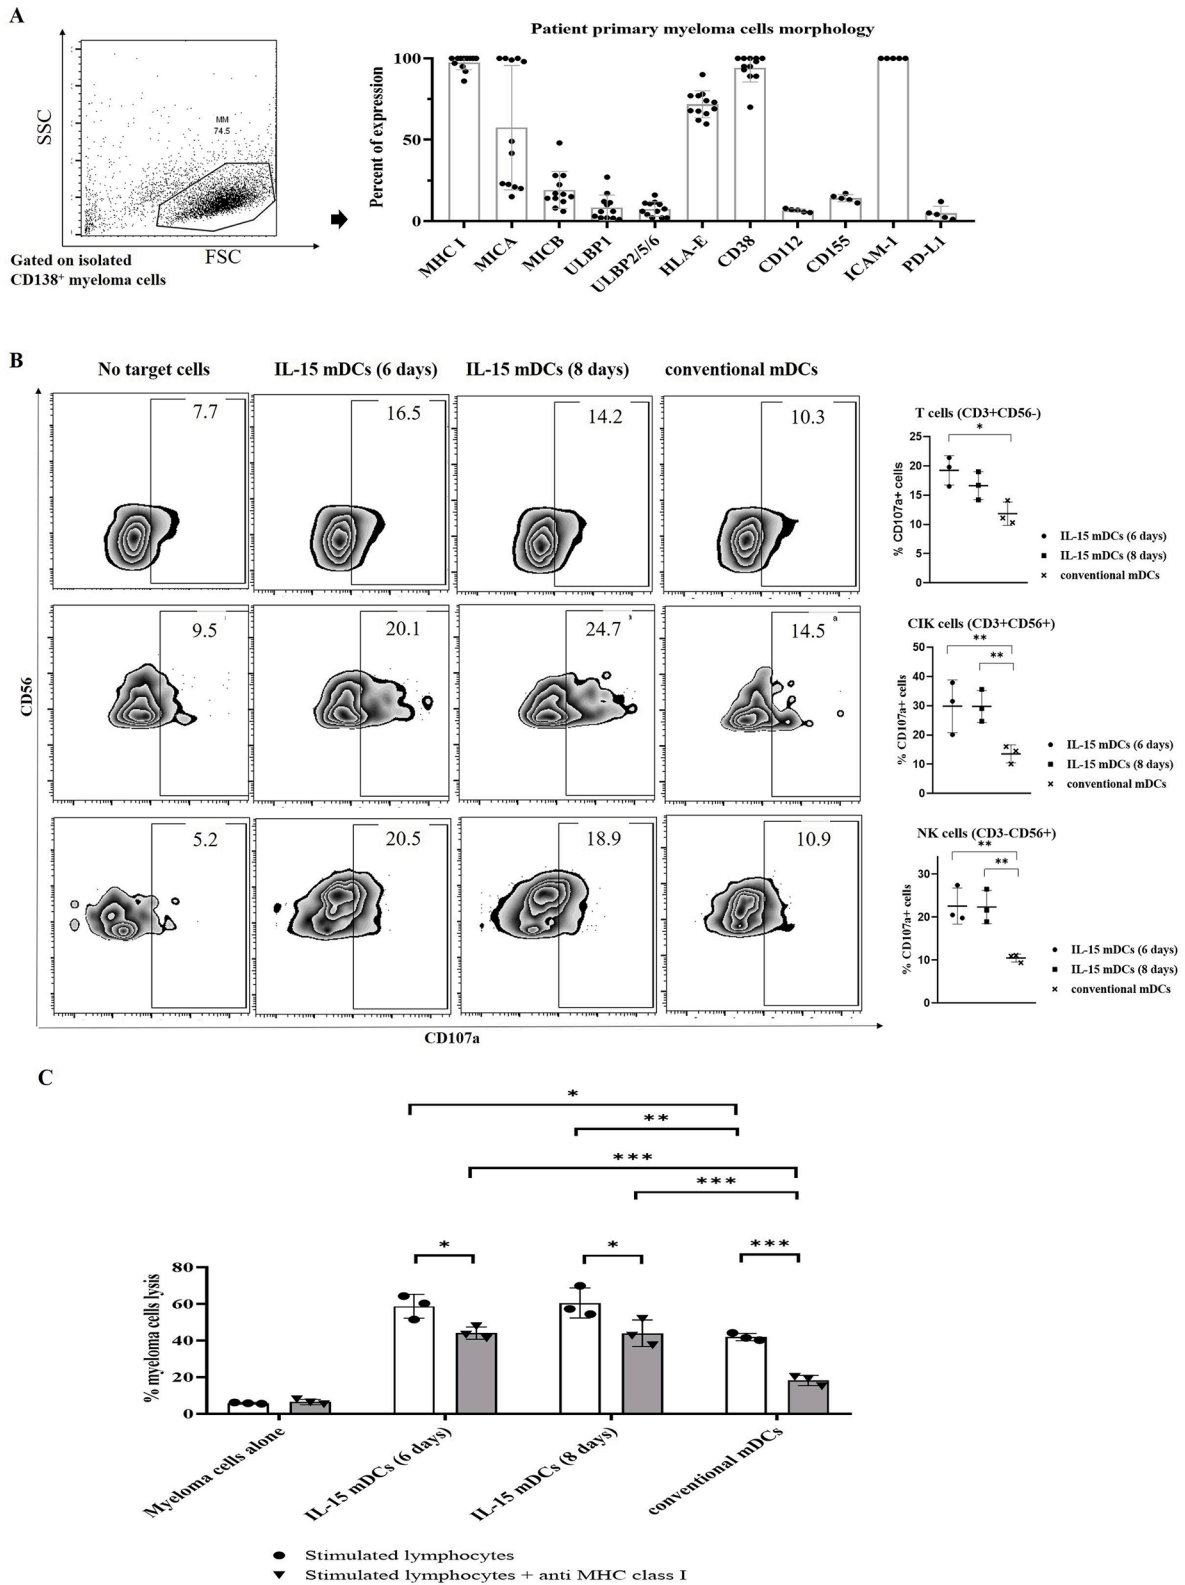 A
Patient primary myeloma cells morphology
SSC
MM
74.5
FSC
Gated on isolated
CD138⁺ myeloma cells
Percent of expression
100
50
0
MHC I
MICA
MICB
ULBP1
ULBP2/5/6
HLA-E
CD38
CD112
CD155
ICAM-1
PD-L1
B
No target cells
IL-15 mDCs (6 days)
IL-15 mDCs (8 days)
conventional mDCs
7.7
16.5
14.2
10.3
9.5
20.1
24.7
14.5
5.2
20.5
18.9
10.9
CD56
CD107a
T cells (CD3+CD56-)
*
% CD107a+ cells
25
20
15
10
5
0
IL-15 mDCs (6 days)
IL-15 mDCs (8 days)
conventional mDCs
CIK cells (CD3+CD56+)
**
**
% CD107a+ cells
50
40
30
20
10
0
IL-15 mDCs (6 days)
IL-15 mDCs (8 days)
conventional mDCs
NK cells (CD3-CD56+)
**
**
% CD107a+ cells
30
20
10
0
IL-15 mDCs (6 days)
IL-15 mDCs (8 days)
conventional mDCs
C
*
**
***
***
*
*
***
% myeloma cells lysis
80
60
40
20
0
Myeloma cells alone
IL-15 mDCs (6 days)
IL-15 mDCs (8 days)
conventional mDCs
Stimulated lymphocytes
Stimulated lymphocytes + anti MHC class I